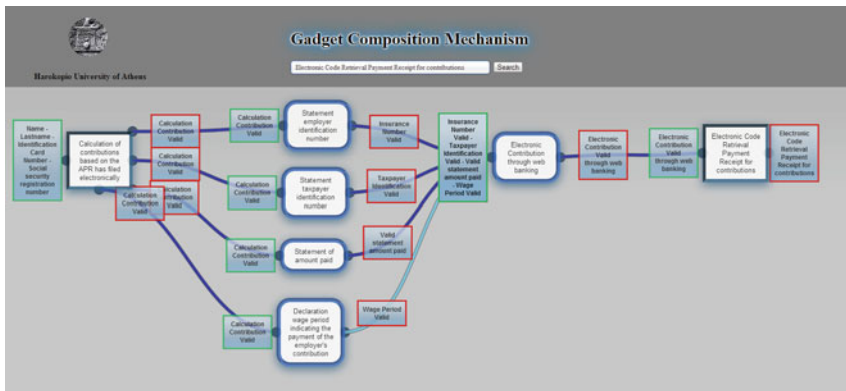 Gadget Composition Mechanism
Electronic Code Retrieval Payment Receipt for contributions
Search
Harokopio University of Athens
Name -
Lastname -
Identification
Card
Number -
Social
security
registration
number
Calculation of
contributions
based on the
APR has filed
electronically
Calculation
Contribution
Valid
Calculation
Contribution
Valid
Calculation
Contribution
Valid
Calculation
Contribution
Valid
Calculation
Contribution
Valid
Statement
employer
identification
number
Insurance
Number
Valid
Calculation
Contribution
Valid
Statement
taxpayer
identification
number
Taxpayer
Identification
Valid
Calculation
Contribution
Valid
Statement of
amount paid
Valid
statement
amount paid
Calculation
Contribution
Valid
Declaration
wage period
indicating the
payment of the
employer's
contribution
Wage Period
Valid
Insurance
Number
Valid -
Taxpayer
Identification
Valid - Valid
statement
amount paid
- Wage
Period Valid
Electronic
Contribution
through web
banking
Electronic
Contribution
Valid
through web
banking
Electronic
Contribution
Valid
through web
banking
Electronic Code
Retrieval
Payment
Receipt for
contributions
Electronic
Code
Retrieval
Payment
Receipt for
contributions